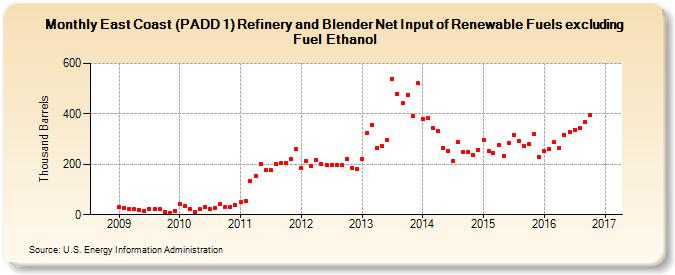 Monthly East Coast (PADD 1) Refinery and Blender Net Input of Renewable Fuels excluding
Fuel Ethanol
Thousand Barrels
600
400
200
0
2009 2010 2011 2012 2013 2014 2015 2016 2017
Source: U.S. Energy Information Administration